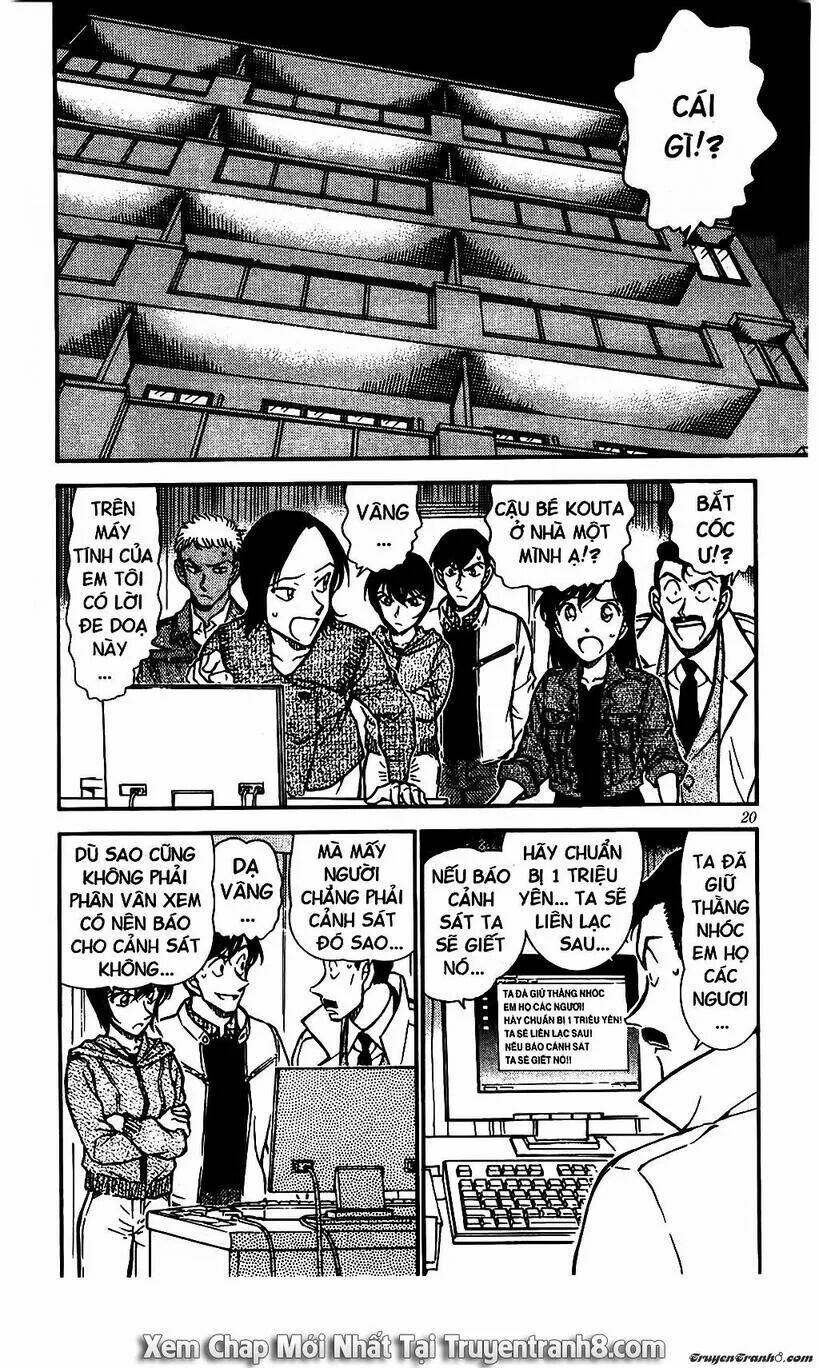 CÁI
GÌ!?
BẮT
CÓC
Ư!?
CẬU BÉ KOUTA
Ở NHÀ MỘT
MÌNH Ạ!?
VÂNG
...
TRÊN
MÁY
TÍNH CỦA
EM TÔI
CÓ LỜI
ĐE DOẠ
NÀY
...
20
TA ĐÃ
GIỮ
THẰNG
NHÓC
EM HỌ
CÁC
NGƯƠI
...
HÃY CHUẨN
BỊ 1 TRIỆU
YÊN... TA SẼ
LIÊN LẠC
SAU...
NẾU BÁO
CẢNH
SÁT TA
SẼ GIẾT
NÓ...
TA ĐÃ GIỮ THẰNG NHÓC
EM HỌ CÁC NGƯƠI!
HÃY CHUẨN BỊ 1 TRIỆU YÊN!
TA SẼ LIÊN LẠC SAU!
NẾU BÁO CẢNH SÁT
TA SẼ GIẾT NÓ!!
MÀ MẤY
NGƯỜI
CHẲNG PHẢI
CẢNH SÁT
ĐÓ SAO...
DẠ
VÂNG
...
DÙ SAO CŨNG
KHÔNG PHẢI
PHÂN VÂN XEM
CÓ NÊN BÁO
CHO CẢNH SÁT
KHÔNG...
Xem Chap Mới Nhất Tại Truyentranh8.com
TruyenTranh8.com